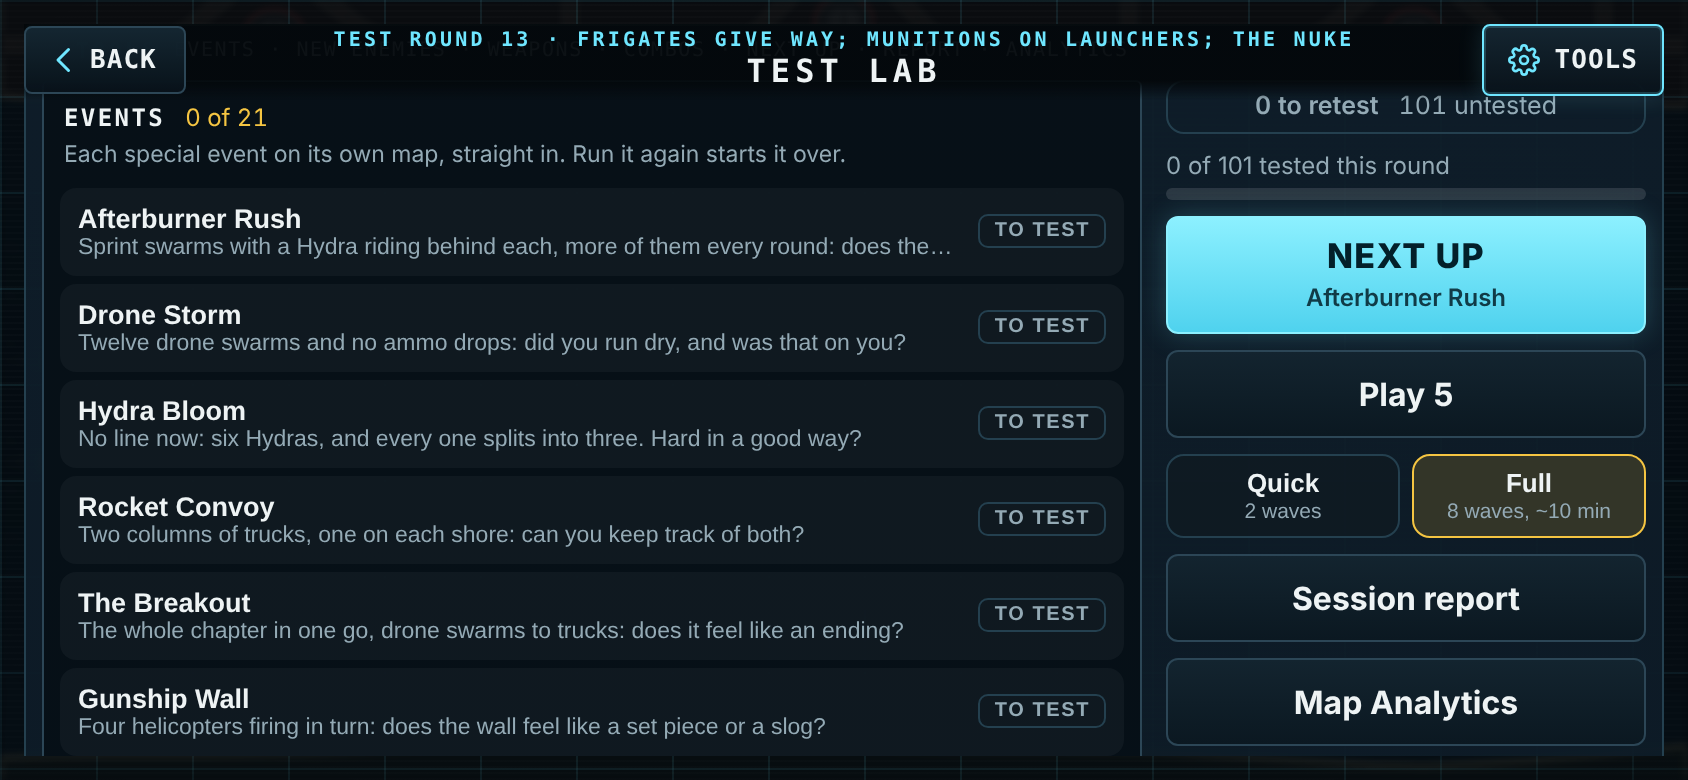 BACK
TEST ROUND 13 · FRIGATES GIVE WAY; MUNITIONS ON LAUNCHERS; THE NUKE
TEST LAB
TOOLS
EVENTS 0 of 21
Each special event on its own map, straight in. Run it again starts it over.
Afterburner Rush
Sprint swarms with a Hydra riding behind each, more of them every round: does the…
TO TEST
Drone Storm
Twelve drone swarms and no ammo drops: did you run dry, and was that on you?
TO TEST
Hydra Bloom
No line now: six Hydras, and every one splits into three. Hard in a good way?
TO TEST
Rocket Convoy
Two columns of trucks, one on each shore: can you keep track of both?
TO TEST
The Breakout
The whole chapter in one go, drone swarms to trucks: does it feel like an ending?
TO TEST
Gunship Wall
Four helicopters firing in turn: does the wall feel like a set piece or a slog?
TO TEST
0 to retest 101 untested
0 of 101 tested this round
NEXT UP
Afterburner Rush
Play 5
Quick
2 waves
Full
8 waves, ~10 min
Session report
Map Analytics